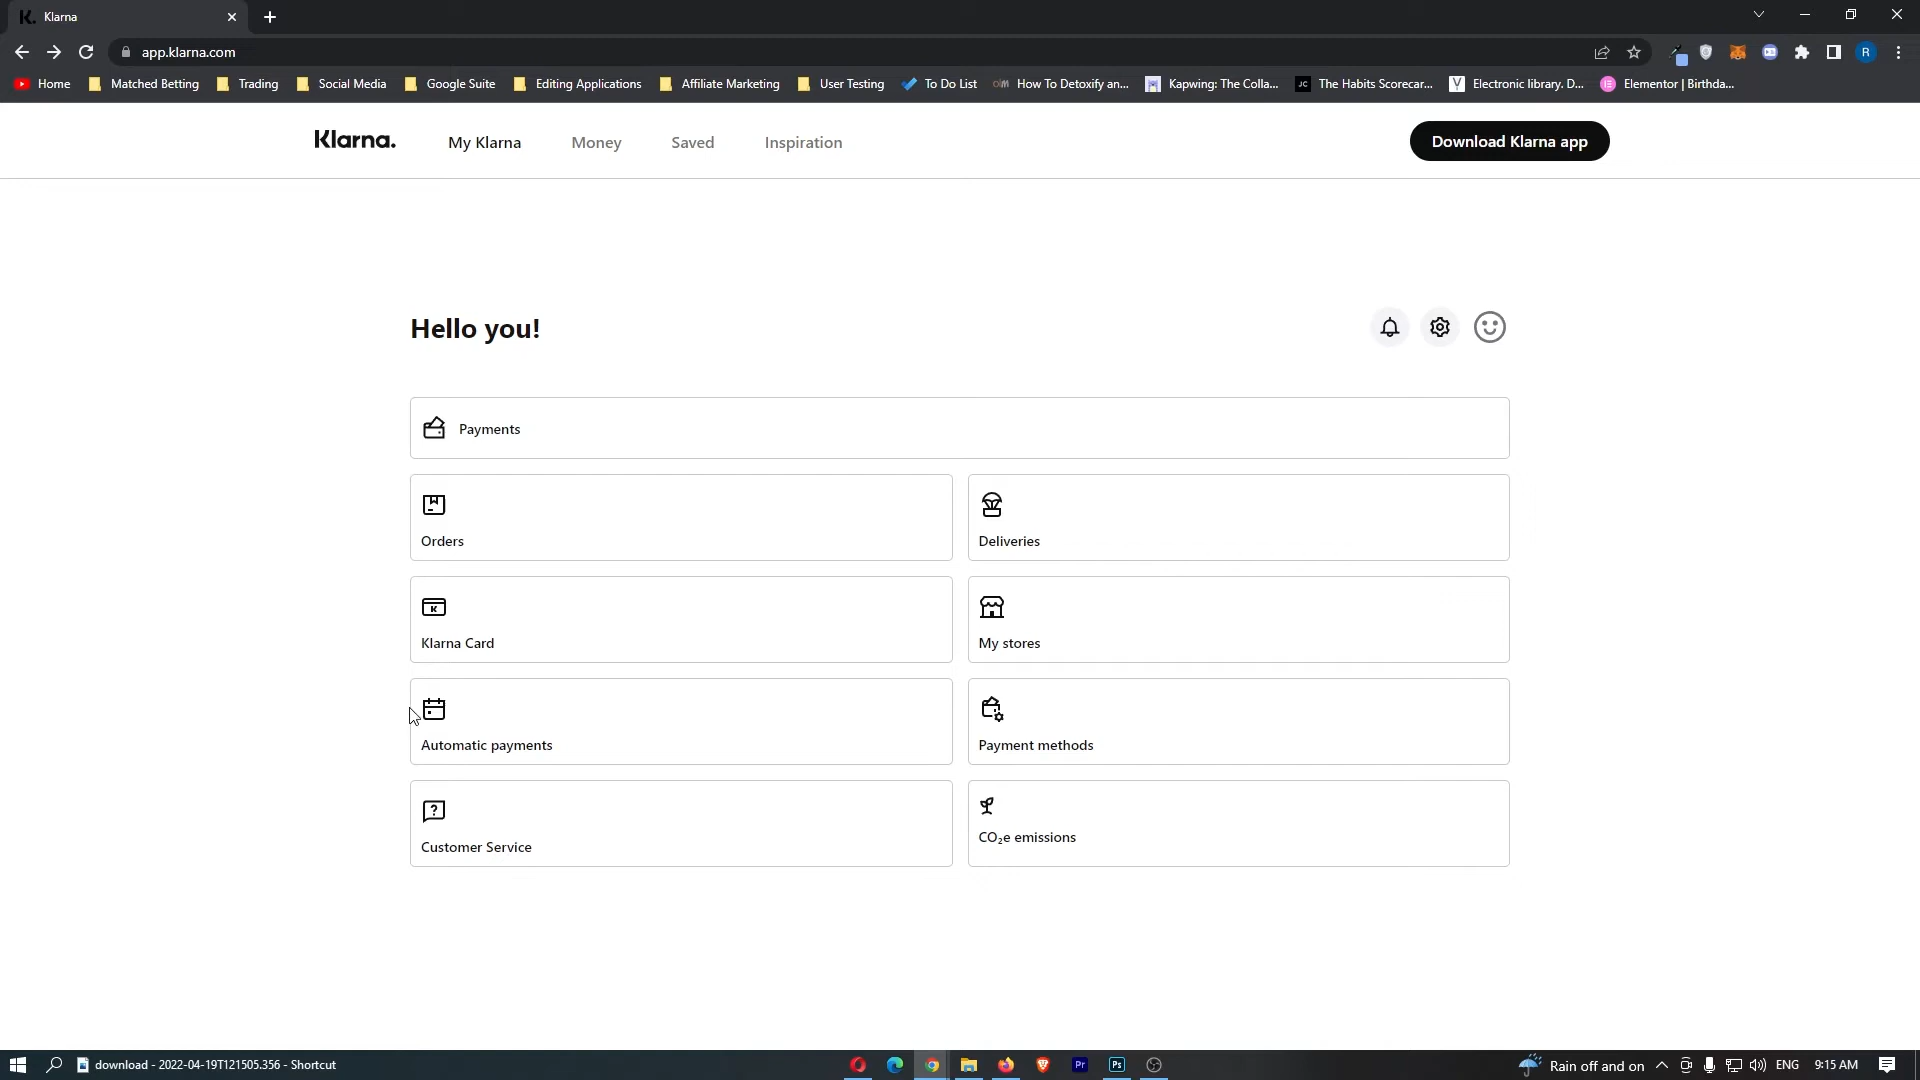 K. Klarna
app.klarna.com
Home Matched Betting Trading Social Media Google Suite Editing Applications Affiliate Marketing User Testing To Do List How To Detoxify an... Kapwing: The Colla... JC The Habits Scorecar... Electronic library. D... Elementor | Birthda...
Klarna. My Klarna Money Saved Inspiration Download Klarna app
Hello you!
Payments
Orders
Deliveries
Klarna Card
My stores
Automatic payments
Payment methods
Customer Service
CO₂e emissions
download - 2022-04-19T121505.356 - Shortcut Pr Ps Rain off and on ENG 9:15 AM